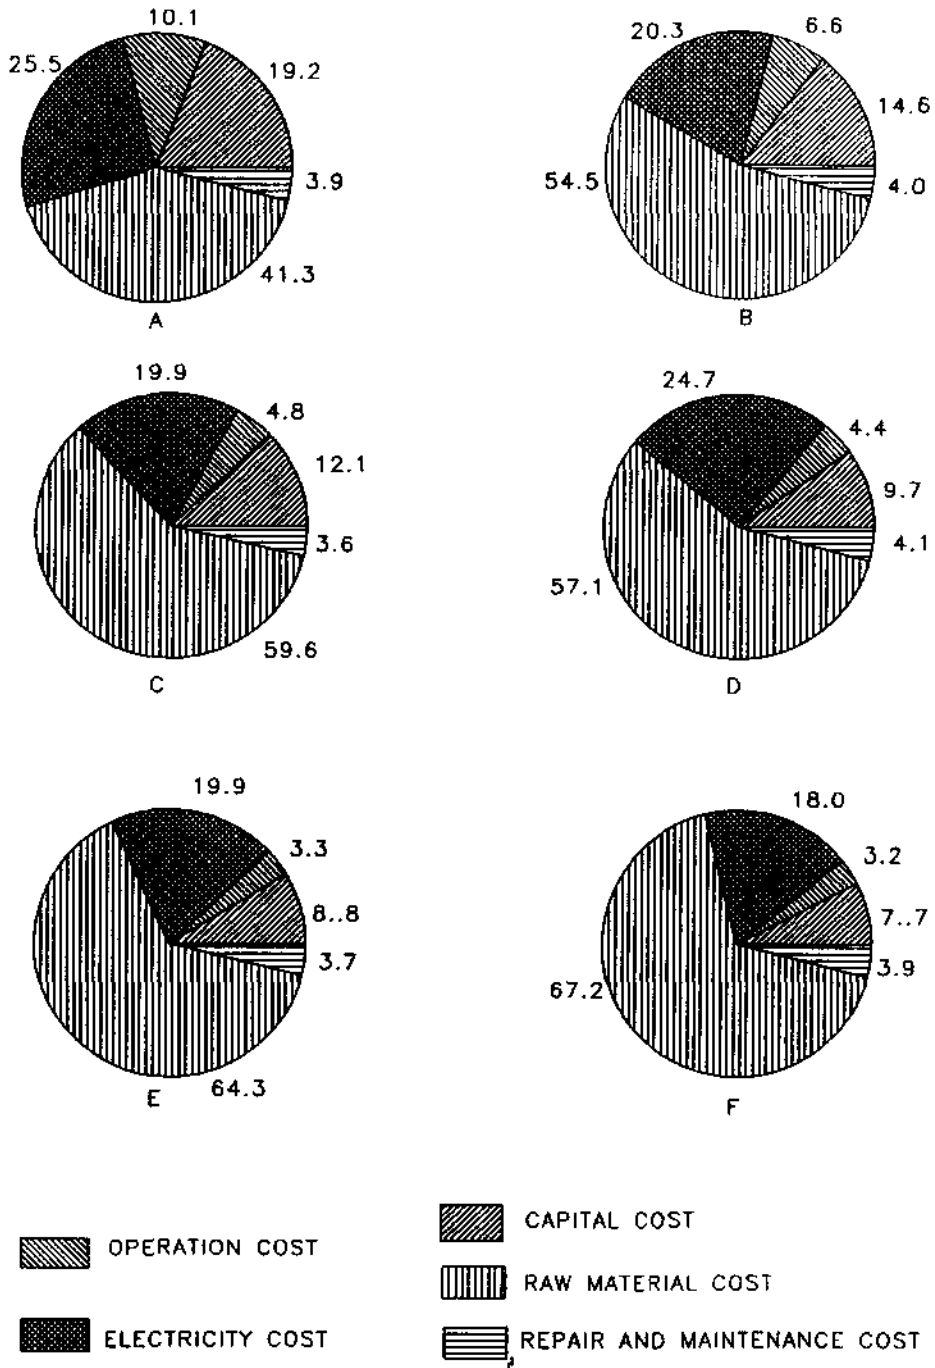 10.1
25.5
19.2
3.9
41.3
A
20.3
6.6
14.6
54.5
4.0
B
19.9
4.8
12.1
3.6
59.6
C
24.7
4.4
9.7
4.1
57.1
D
19.9
3.3
8..8
3.7
64.3
E
18.0
3.2
7..7
3.9
67.2
F
OPERATION COST
ELECTRICITY COST
CAPITAL COST
RAW MATERIAL COST
REPAIR AND MAINTENANCE COST